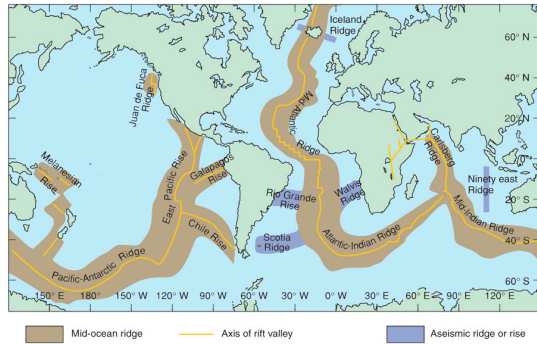 Iceland
Ridge
60° N
40° N
20° N
0°
20° S
40° S
60° S
Juan de Fuca
Ridge
Mid-Atlantic
Ridge
Carlsberg
Ridge
Melanesian
Rise
East
Pacific Rise
Galapagos
Rise
Rio Grande
Rise
Walvis
Ridge
Ninety east
Ridge
Chile Rise
Scotia
Ridge
Atlantic-Indian Ridge
Mid-Indian Ridge
Pacific-Antarctic Ridge
150° E
180° E
150° W
120° W
90° W
60° W
30° W
0° W
30° E
60° E
90° E
120° E
150° E
Mid-ocean ridge
Axis of rift valley
Aseismic ridge or rise